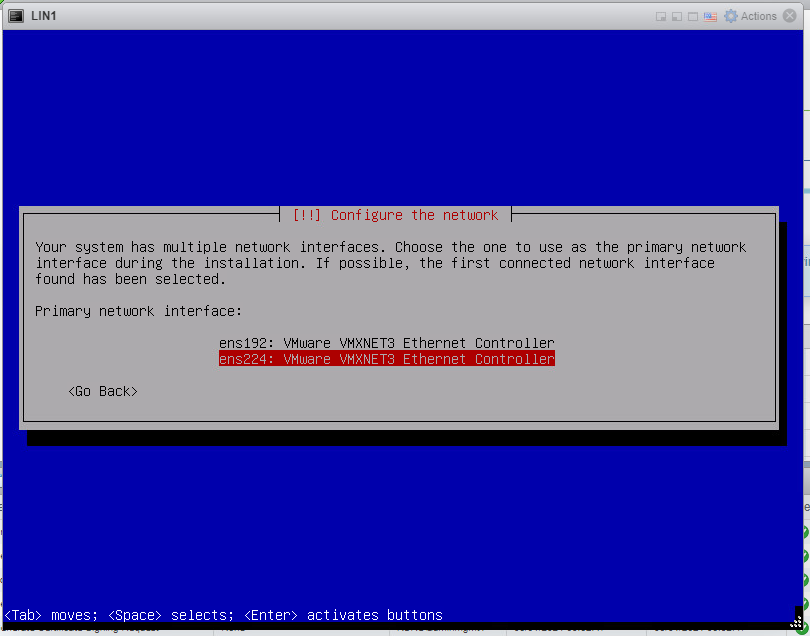 LIN1
Actions
[!!] Configure the network
Your system has multiple network interfaces. Choose the one to use as the primary network
interface during the installation. If possible, the first connected network interface
found has been selected.
Primary network interface:
ens192: VMware VMXNET3 Ethernet Controller
ens224: VMware VMXNET3 Ethernet Controller
<Go Back>
<Tab> moves; <Space> selects; <Enter> activates buttons